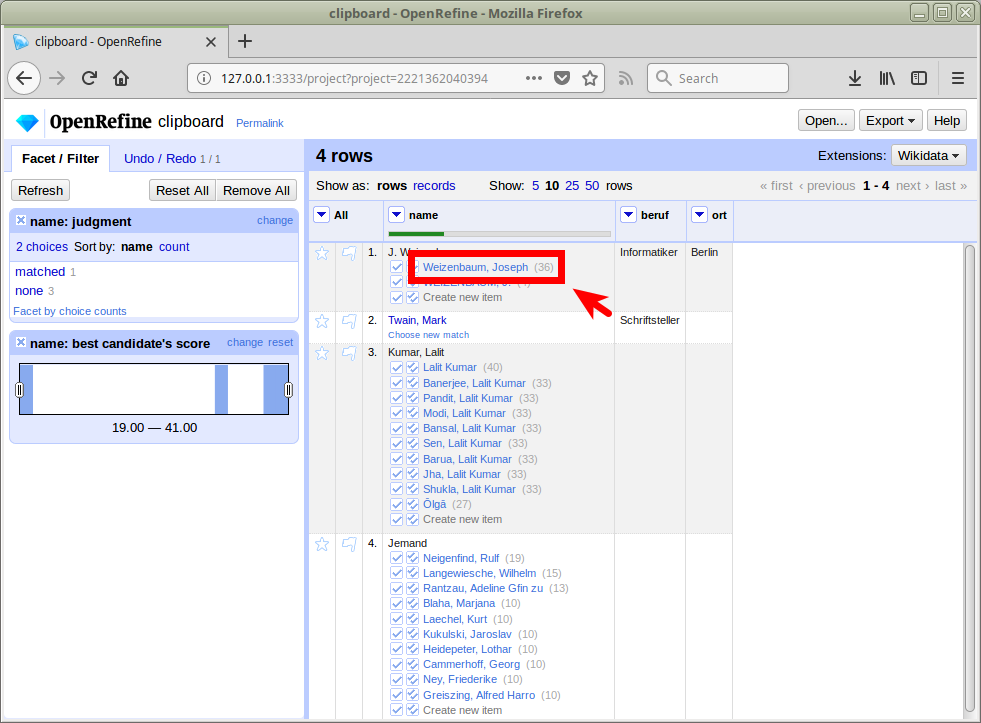 clipboard - OpenRefine - Mozilla Firefox
clipboard - OpenRefine
127.0.0.1:3333/project?project=2221362040394
Search
OpenRefine clipboard Permalink
Open... Export Help
Facet / Filter Undo / Redo 1 / 1
Refresh Reset All Remove All
name: judgment change
2 choices Sort by: name count
matched 1
none 3
Facet by choice counts
name: best candidate's score change reset
19.00 — 41.00
4 rows
Extensions: Wikidata
Show as: rows records Show: 5 10 25 50 rows
« first ‹ previous 1 - 4 next › last »
All name beruf ort
1. J. Informatiker Berlin
Weizenbaum, Joseph (36)
WEIZENBAUM, J.
Create new item
2. Twain, Mark Schriftsteller
Choose new match
3. Kumar, Lalit
Lalit Kumar (40)
Banerjee, Lalit Kumar (33)
Pandit, Lalit Kumar (33)
Modi, Lalit Kumar (33)
Bansal, Lalit Kumar (33)
Sen, Lalit Kumar (33)
Barua, Lalit Kumar (33)
Jha, Lalit Kumar (33)
Shukla, Lalit Kumar (33)
Ôlgā (27)
Create new item
4. Jemand
Neigenfind, Rulf (19)
Langewiesche, Wilhelm (15)
Rantzau, Adeline Gfin zu (13)
Blaha, Marjana (10)
Laechel, Kurt (10)
Kukulski, Jaroslav (10)
Heidepeter, Lothar (10)
Cammerhoff, Georg (10)
Ney, Friederike (10)
Greiszing, Alfred Harro (10)
Create new item